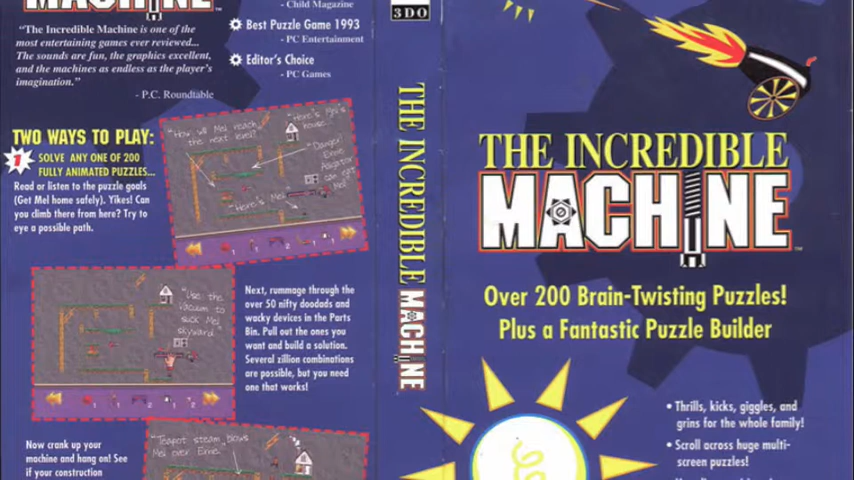 MACHINE
"The Incredible Machine is one of the
most entertaining games ever reviewed...
The sounds are fun, the graphics excellent,
and the machines as endless as the player's
imagination."
- P.C. Roundtable
- Child Magazine
Best Puzzle Game 1993
- PC Entertainment
Editor's Choice
- PC Games
TWO WAYS TO PLAY:
1
SOLVE ANY ONE OF 200
FULLY ANIMATED PUZZLES...
Read or listen to the puzzle goals
(Get Mel home safely). Yikes! Can
you climb there from here? Try to
eye a possible path.
"How will Mel reach
the next level?
"Here's Mel's
house."
"Danger!
Ernie
Alligator
can eat
Mel
"Here's Mel
Next, rummage through the
over 50 nifty doodads and
wacky devices in the Parts
Bin. Pull out the ones you
want and build a solution.
Several zillion combinations
are possible, but you need
one that works!
"Use the
vacuum to
suck Mel
skyward
Now crank up your
machine and hang on! See
if your construction
"Teapot steam blows
Mel over Ernie.
3DO
THE INCREDIBLE
MACHINE
THE INCREDIBLE
MACHINE
TM
Over 200 Brain-Twisting Puzzles!
Plus a Fantastic Puzzle Builder
• Thrills, kicks, giggles, and
grins for the whole family!
• Scroll across huge multi-
screen puzzles!